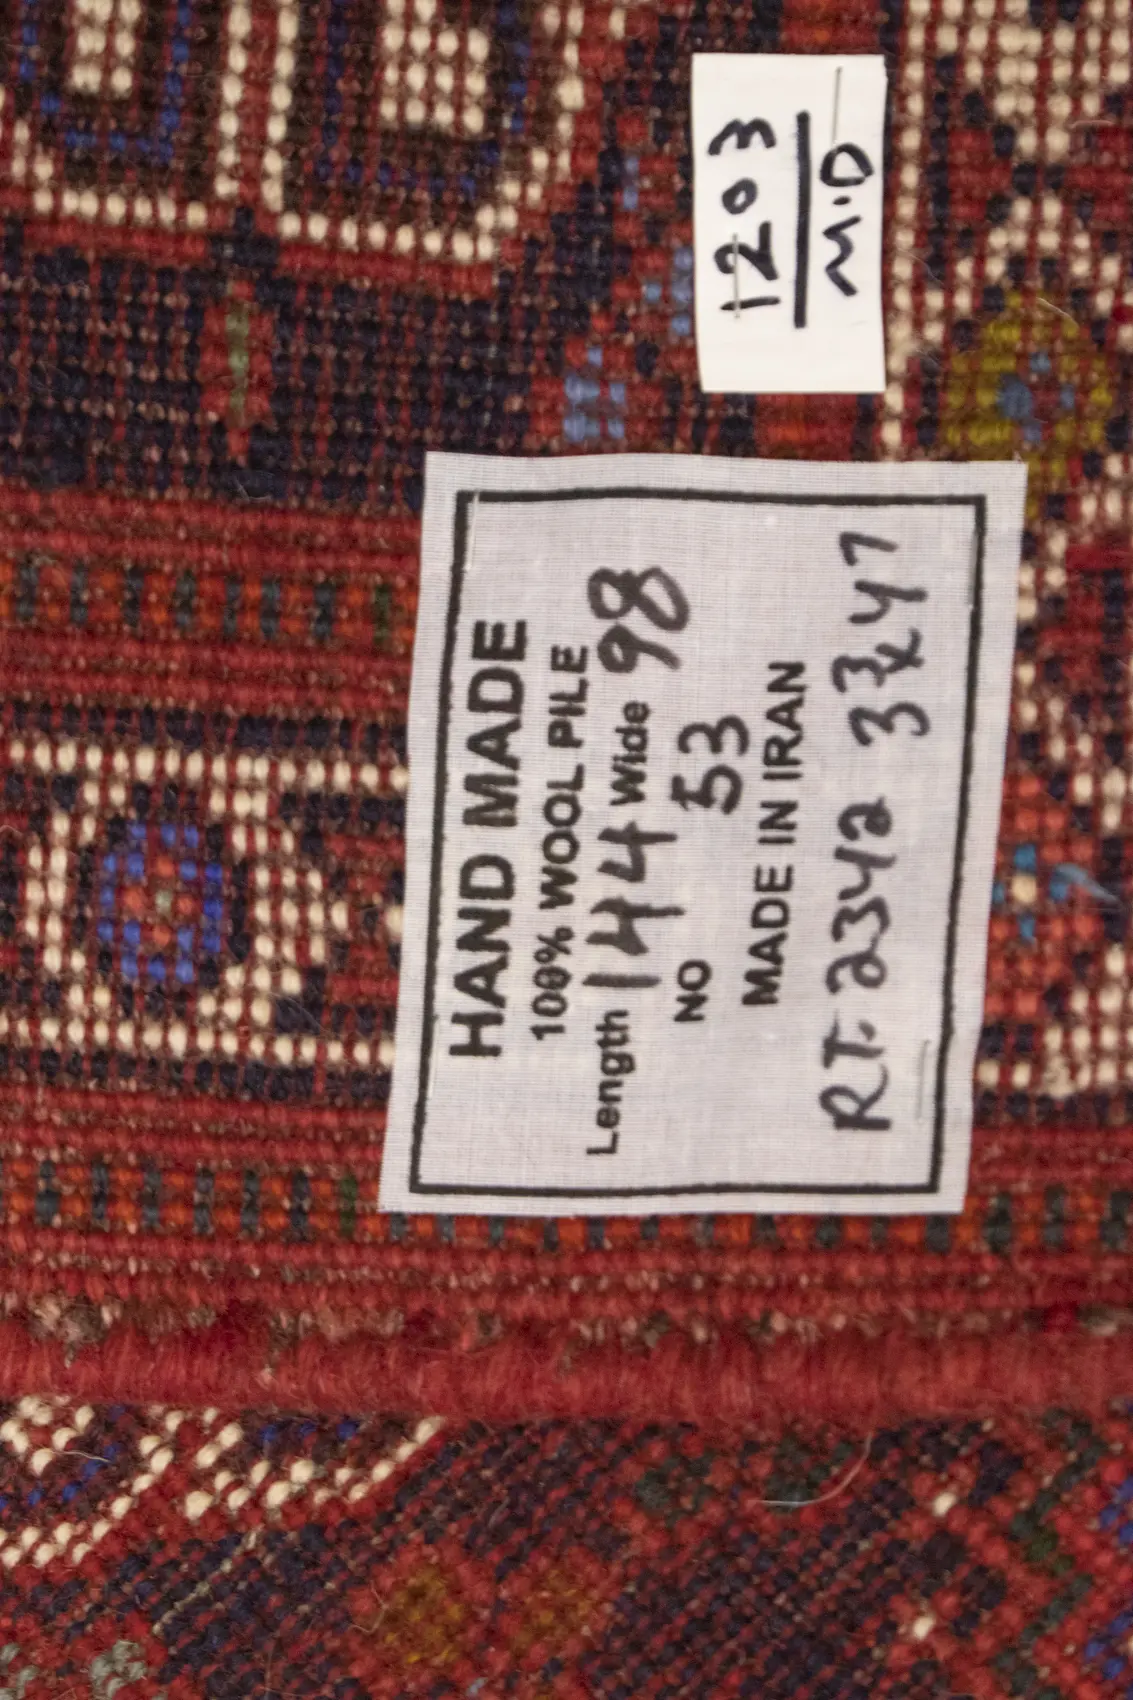 1203
M.D
HAND MADE
100% WOOL PILE
Length 144 Wide 98
NO 53
MADE IN IRAN
RT. 2342 3³x4⁷